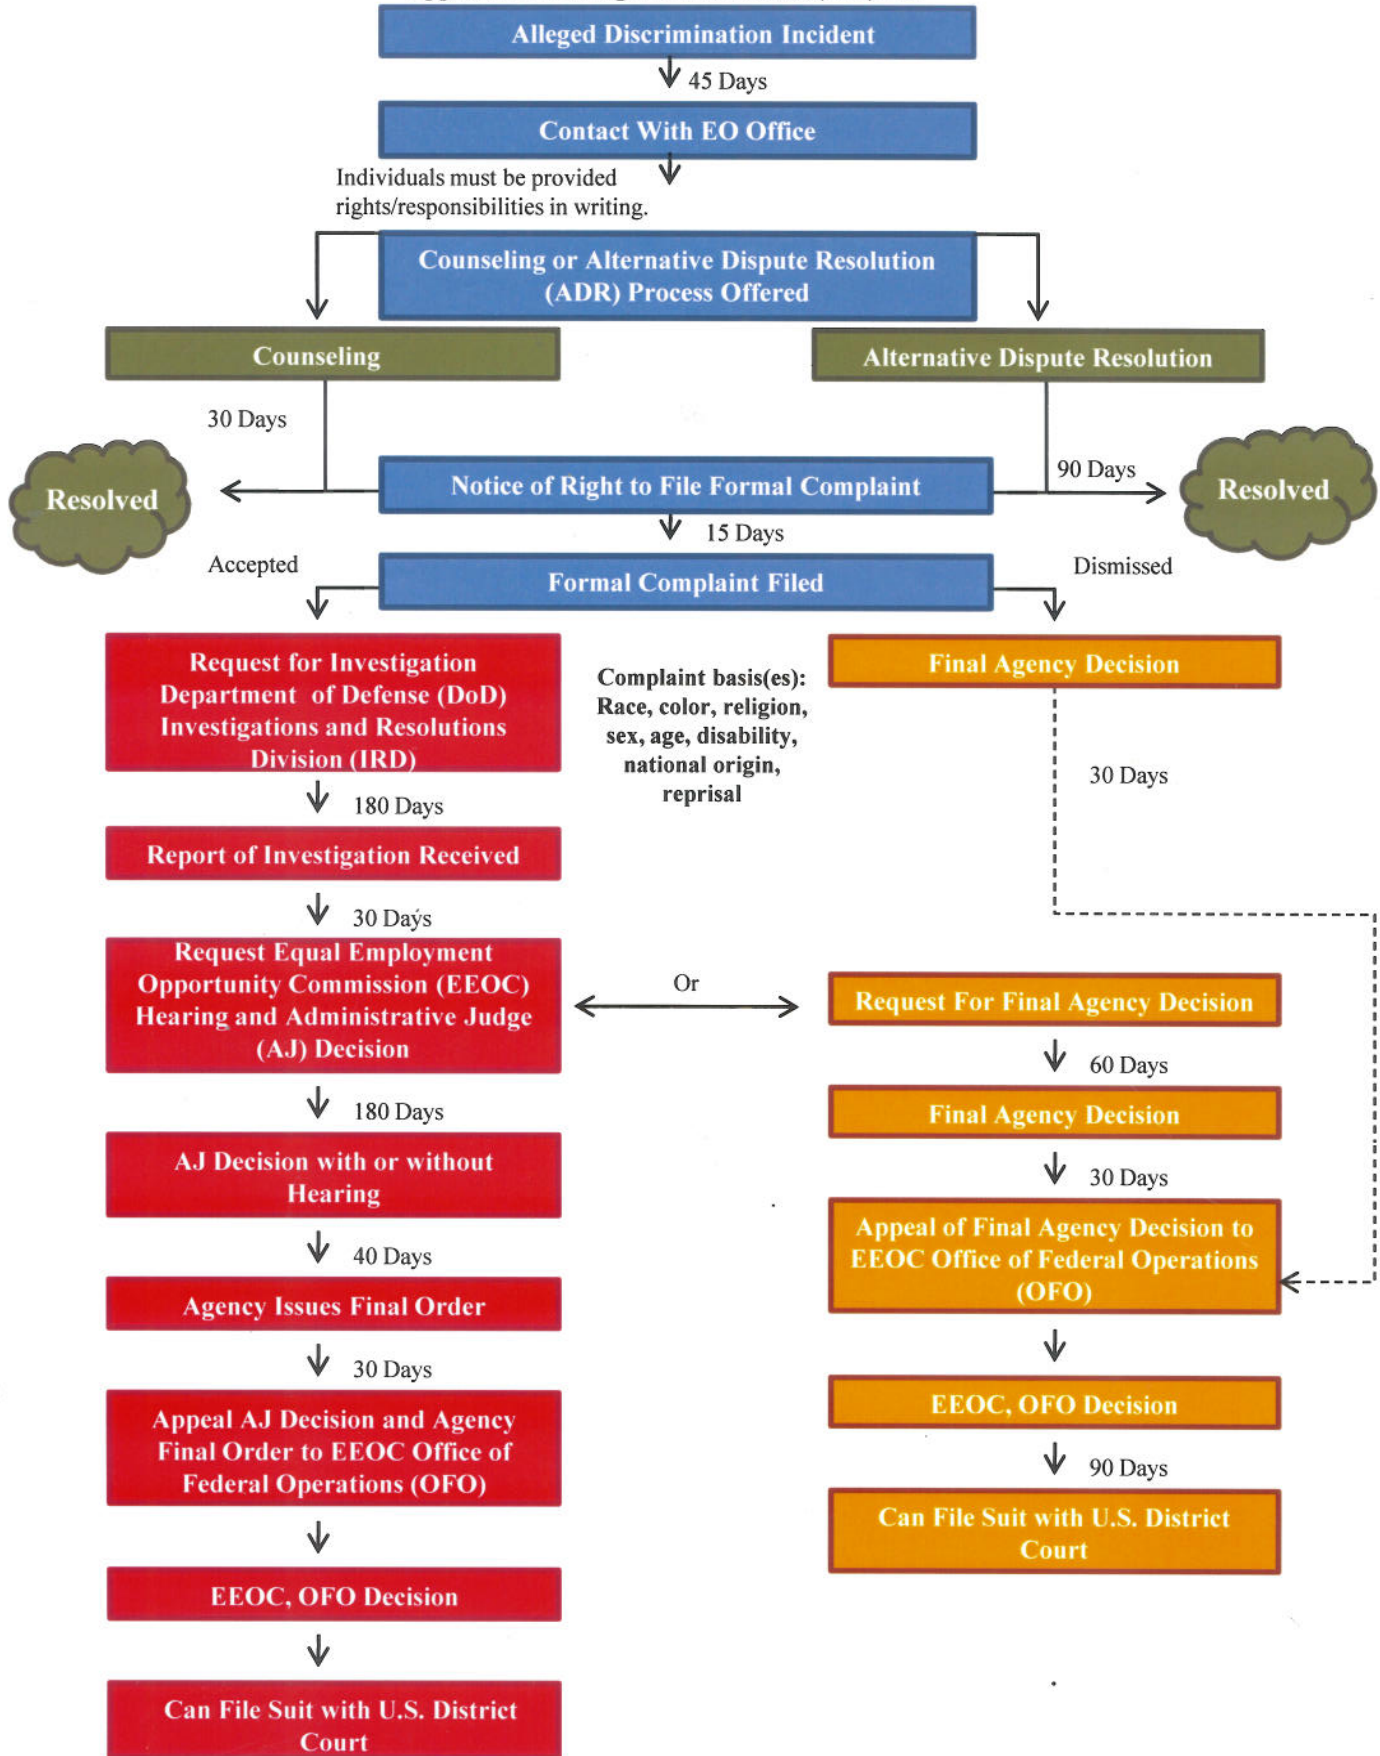 Alleged Discrimination Incident
45 Days
Contact With EO Office
Individuals must be provided
rights/responsibilities in writing.
Counseling or Alternative Dispute Resolution
(ADR) Process Offered
Counseling
Alternative Dispute Resolution
30 Days
90 Days
Resolved
Notice of Right to File Formal Complaint
Resolved
15 Days
Accepted
Dismissed
Formal Complaint Filed
Request for Investigation
Department of Defense (DoD)
Investigations and Resolutions
Division (IRD)
Complaint basis(es):
Race, color, religion,
sex, age, disability,
national origin,
reprisal
Final Agency Decision
30 Days
180 Days
Report of Investigation Received
30 Days
Request Equal Employment
Opportunity Commission (EEOC)
Hearing and Administrative Judge
(AJ) Decision
Or
Request For Final Agency Decision
60 Days
Final Agency Decision
180 Days
AJ Decision with or without
Hearing
30 Days
Appeal of Final Agency Decision to
EEOC Office of Federal Operations
(OFO)
40 Days
Agency Issues Final Order
30 Days
Appeal AJ Decision and Agency
Final Order to EEOC Office of
Federal Operations (OFO)
EEOC, OFO Decision
90 Days
Can File Suit with U.S. District
Court
EEOC, OFO Decision
Can File Suit with U.S. District
Court